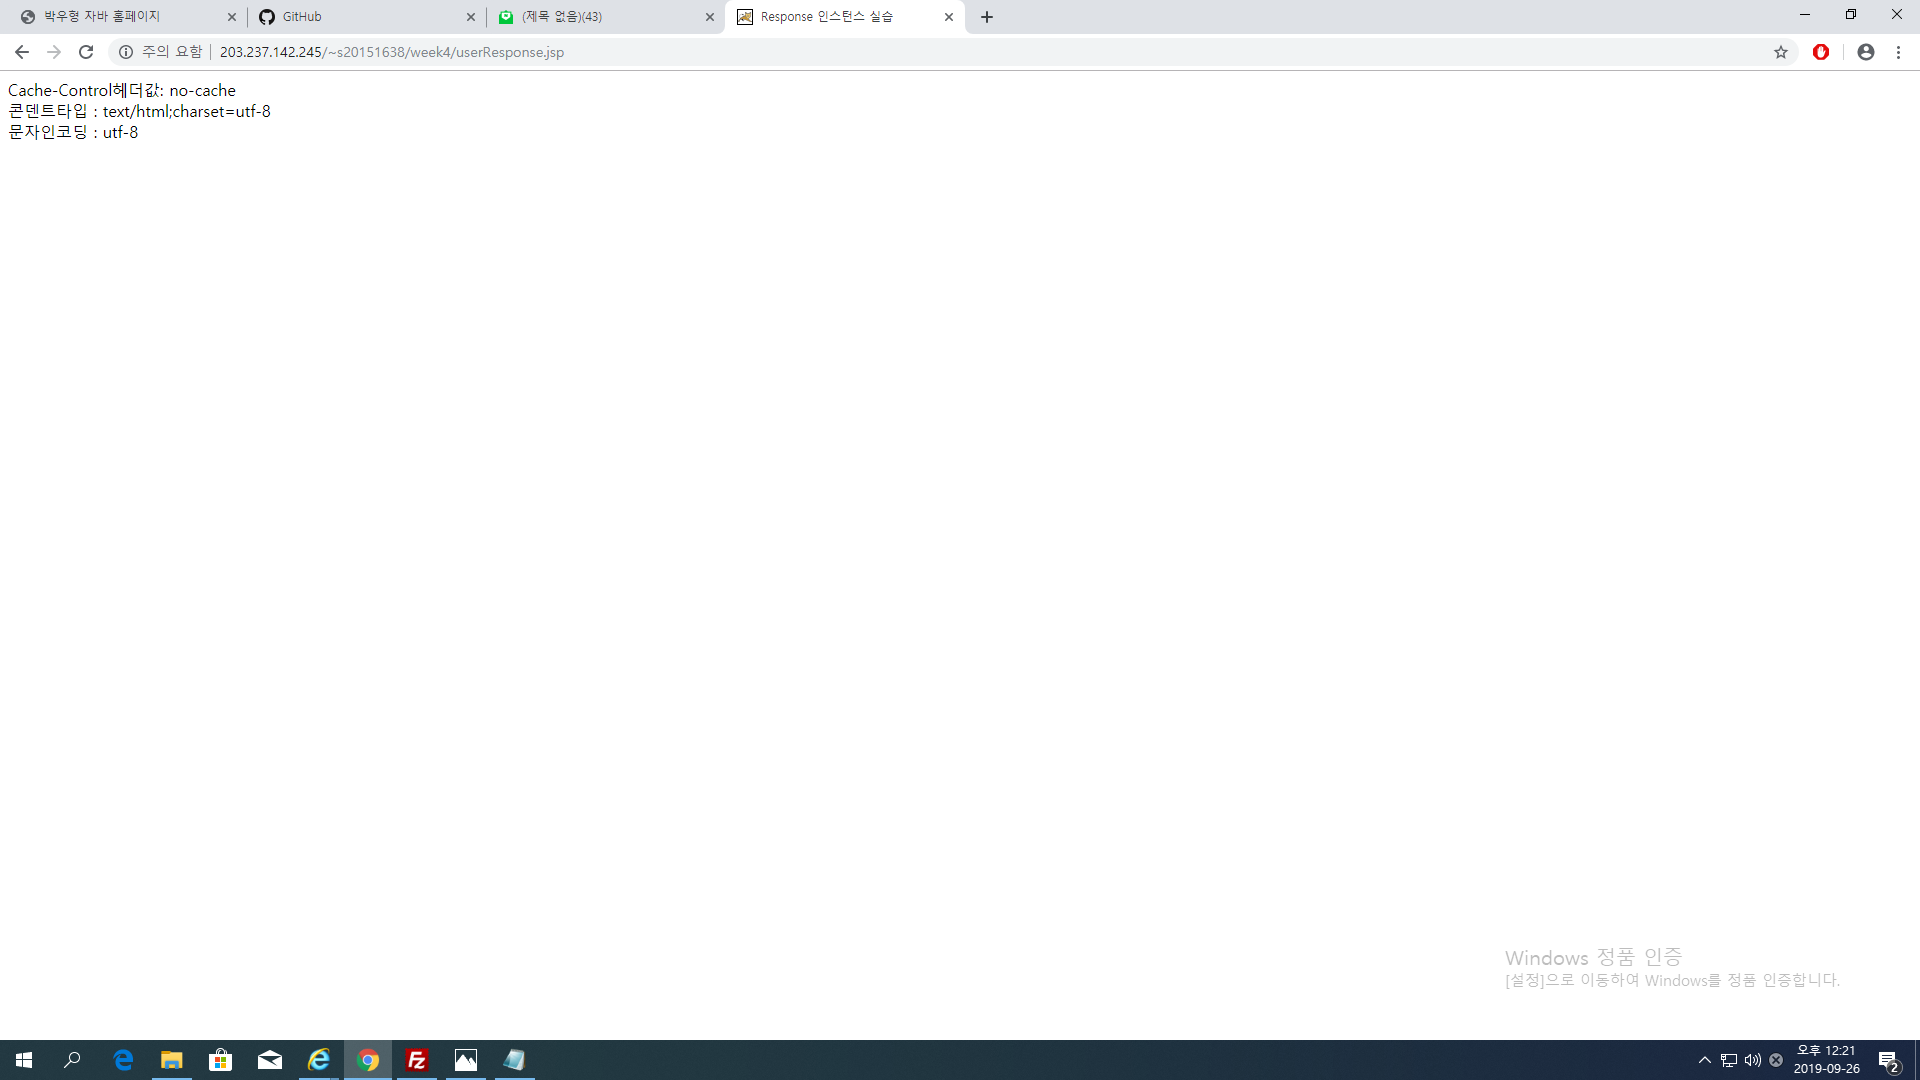 박우형 자바 홈페이지
GitHub
(제목 없음)(43)
Response 인스턴스 실습
주의 요함
203.237.142.245/~s20151638/week4/userResponse.jsp
Cache-Control헤더값: no-cache
콘덴트타입 : text/html;charset=utf-8
문자인코딩 : utf-8
Windows 정품 인증
[설정]으로 이동하여 Windows를 정품 인증합니다.
오후 12:21
2019-09-26
2